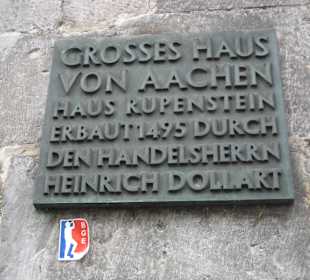 GROSSES HAUS
VON AACHEN
HAUS RUPENSTEIN
ERBAUT 1495 DURCH
DEN HANDELSHERRN
HEINRICH DOLLART